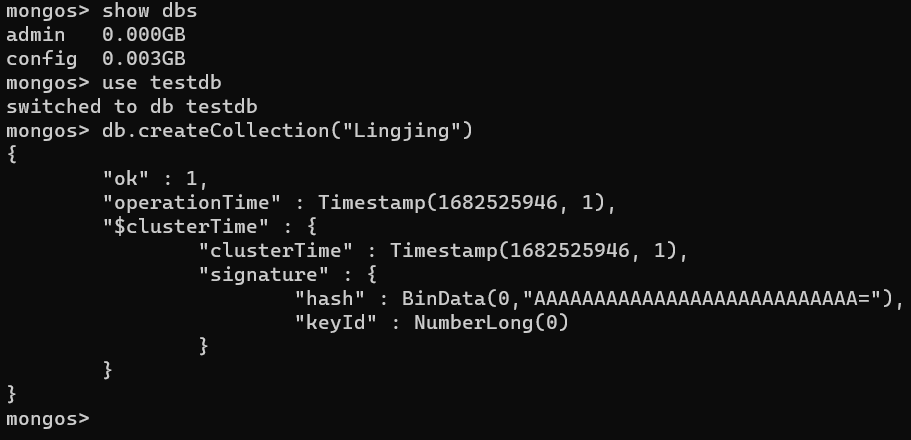 mongos> show dbs
admin   0.000GB
config  0.003GB
mongos> use testdb
switched to db testdb
mongos> db.createCollection("Lingjing")
{
        "ok" : 1,
        "operationTime" : Timestamp(1682525946, 1),
        "$clusterTime" : {
                "clusterTime" : Timestamp(1682525946, 1),
                "signature" : {
                        "hash" : BinData(0,"AAAAAAAAAAAAAAAAAAAAAAAAAAA="),
                        "keyId" : NumberLong(0)
                }
        }
}
mongos>